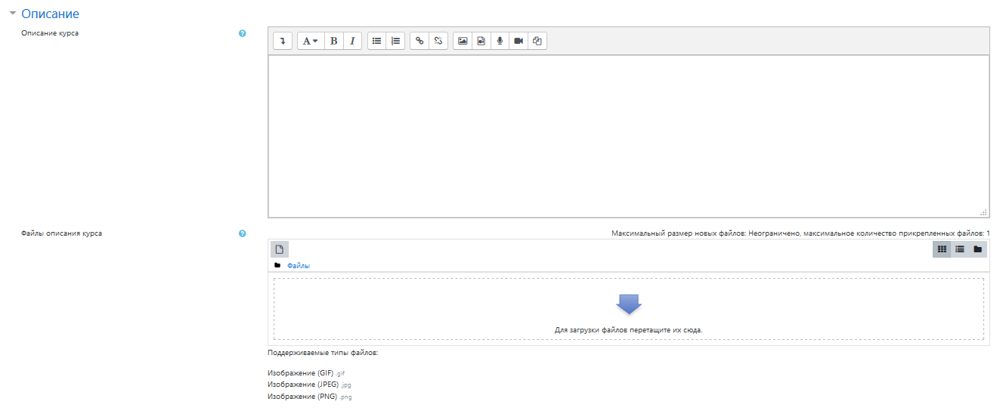 Описание
Описание курса
A B I
Файлы описания курса
Максимальный размер новых файлов: Неограничено, максимальное количество прикрепленных файлов: 1
Файлы
Для загрузки файлов перетащите их сюда.
Поддерживаемые типы файлов:
Изображение (GIF) .gif
Изображение (JPEG) .jpg
Изображение (PNG) .png